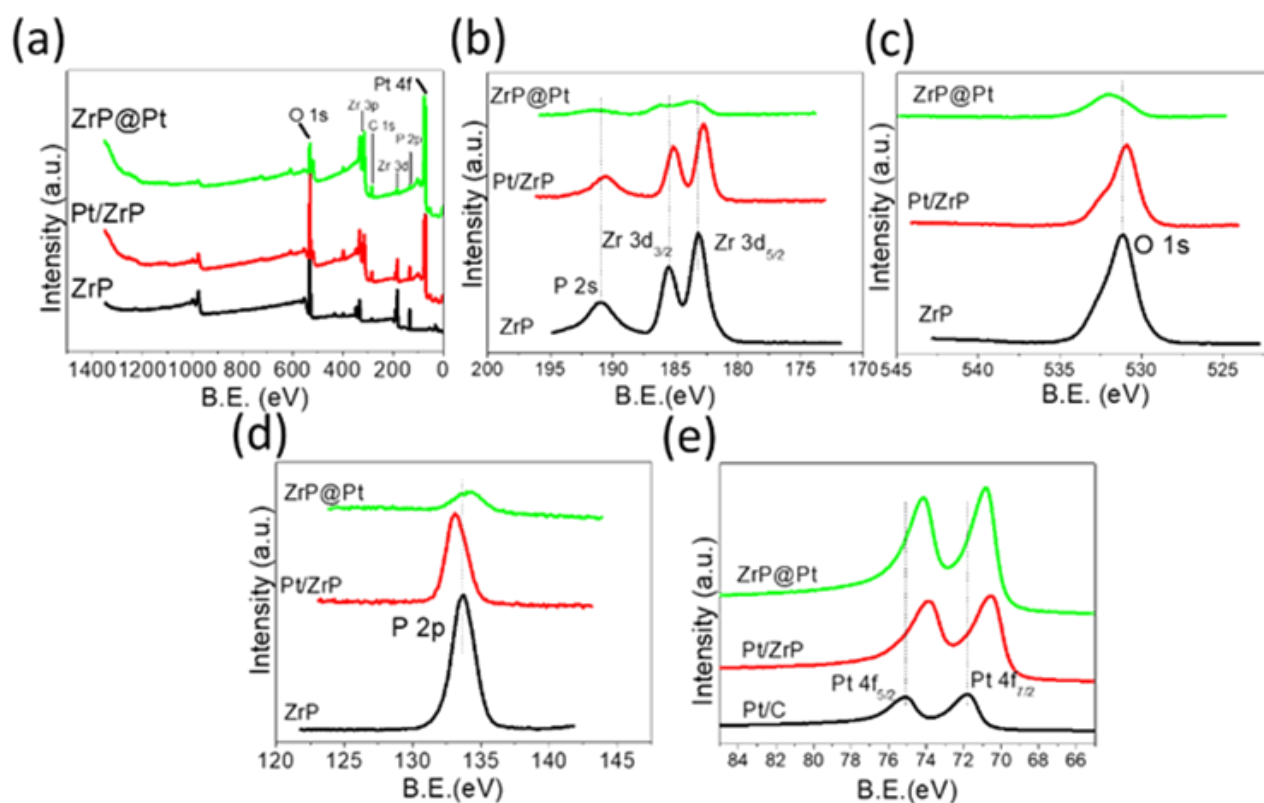 (a)
Intensity (a.u.)
ZrP@Pt
Pt/ZrP
ZrP
O 1s
Zr 3p
C 1s
Zr 3d
P 2p
Pt 4f
1400 1200 1000 800 600 400 200 0
B.E. (eV)
(b)
Intensity (a.u.)
ZrP@Pt
Pt/ZrP
Zr 3d3/2
Zr 3d5/2
P 2s
ZrP
200 195 190 185 180 175 170
B.E.(eV)
(c)
Intensity (a.u.)
ZrP@Pt
Pt/ZrP
O 1s
ZrP
545 540 535 530 525
B.E.(eV)
(d)
Intensity (a.u.)
ZrP@Pt
Pt/ZrP
P 2p
ZrP
120 125 130 135 140 145
B.E.(eV)
(e)
Intensity (a.u.)
ZrP@Pt
Pt/ZrP
Pt 4f5/2
Pt 4f7/2
Pt/C
84 82 80 78 76 74 72 70 68 66
B.E.(eV)